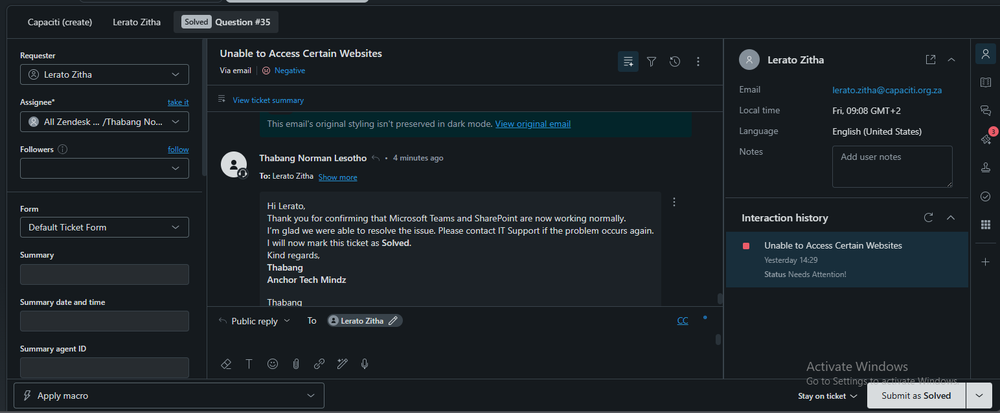 Capaciti (create)
Lerato Zitha
Solved Question #35
Requester
Lerato Zitha
Assignee*
take it
All Zendesk ... /Thabang No...
Followers
follow
Form
Default Ticket Form
Summary
Summary date and time
Summary agent ID
Apply macro
Unable to Access Certain Websites
Via email
Negative
View ticket summary
This email's original styling isn't preserved in dark mode. View original email
Thabang Norman Lesotho • 4 minutes ago
To: Lerato Zitha Show more
Hi Lerato,
Thank you for confirming that Microsoft Teams and SharePoint are now working normally.
I'm glad we were able to resolve the issue. Please contact IT Support if the problem occurs again.
I will now mark this ticket as Solved.
Kind regards,
Thabang
Anchor Tech Mindz
Thabang
Public reply
To
Lerato Zitha
CC
Lerato Zitha
Email
lerato.zitha@capaciti.org.za
Local time
Fri, 09:08 GMT+2
Language
English (United States)
Notes
Add user notes
Interaction history
Unable to Access Certain Websites
Yesterday 14:29
Status Needs Attention!
3
Activate Windows
Go to Settings to activate Windows.
Stay on ticket
Submit as Solved